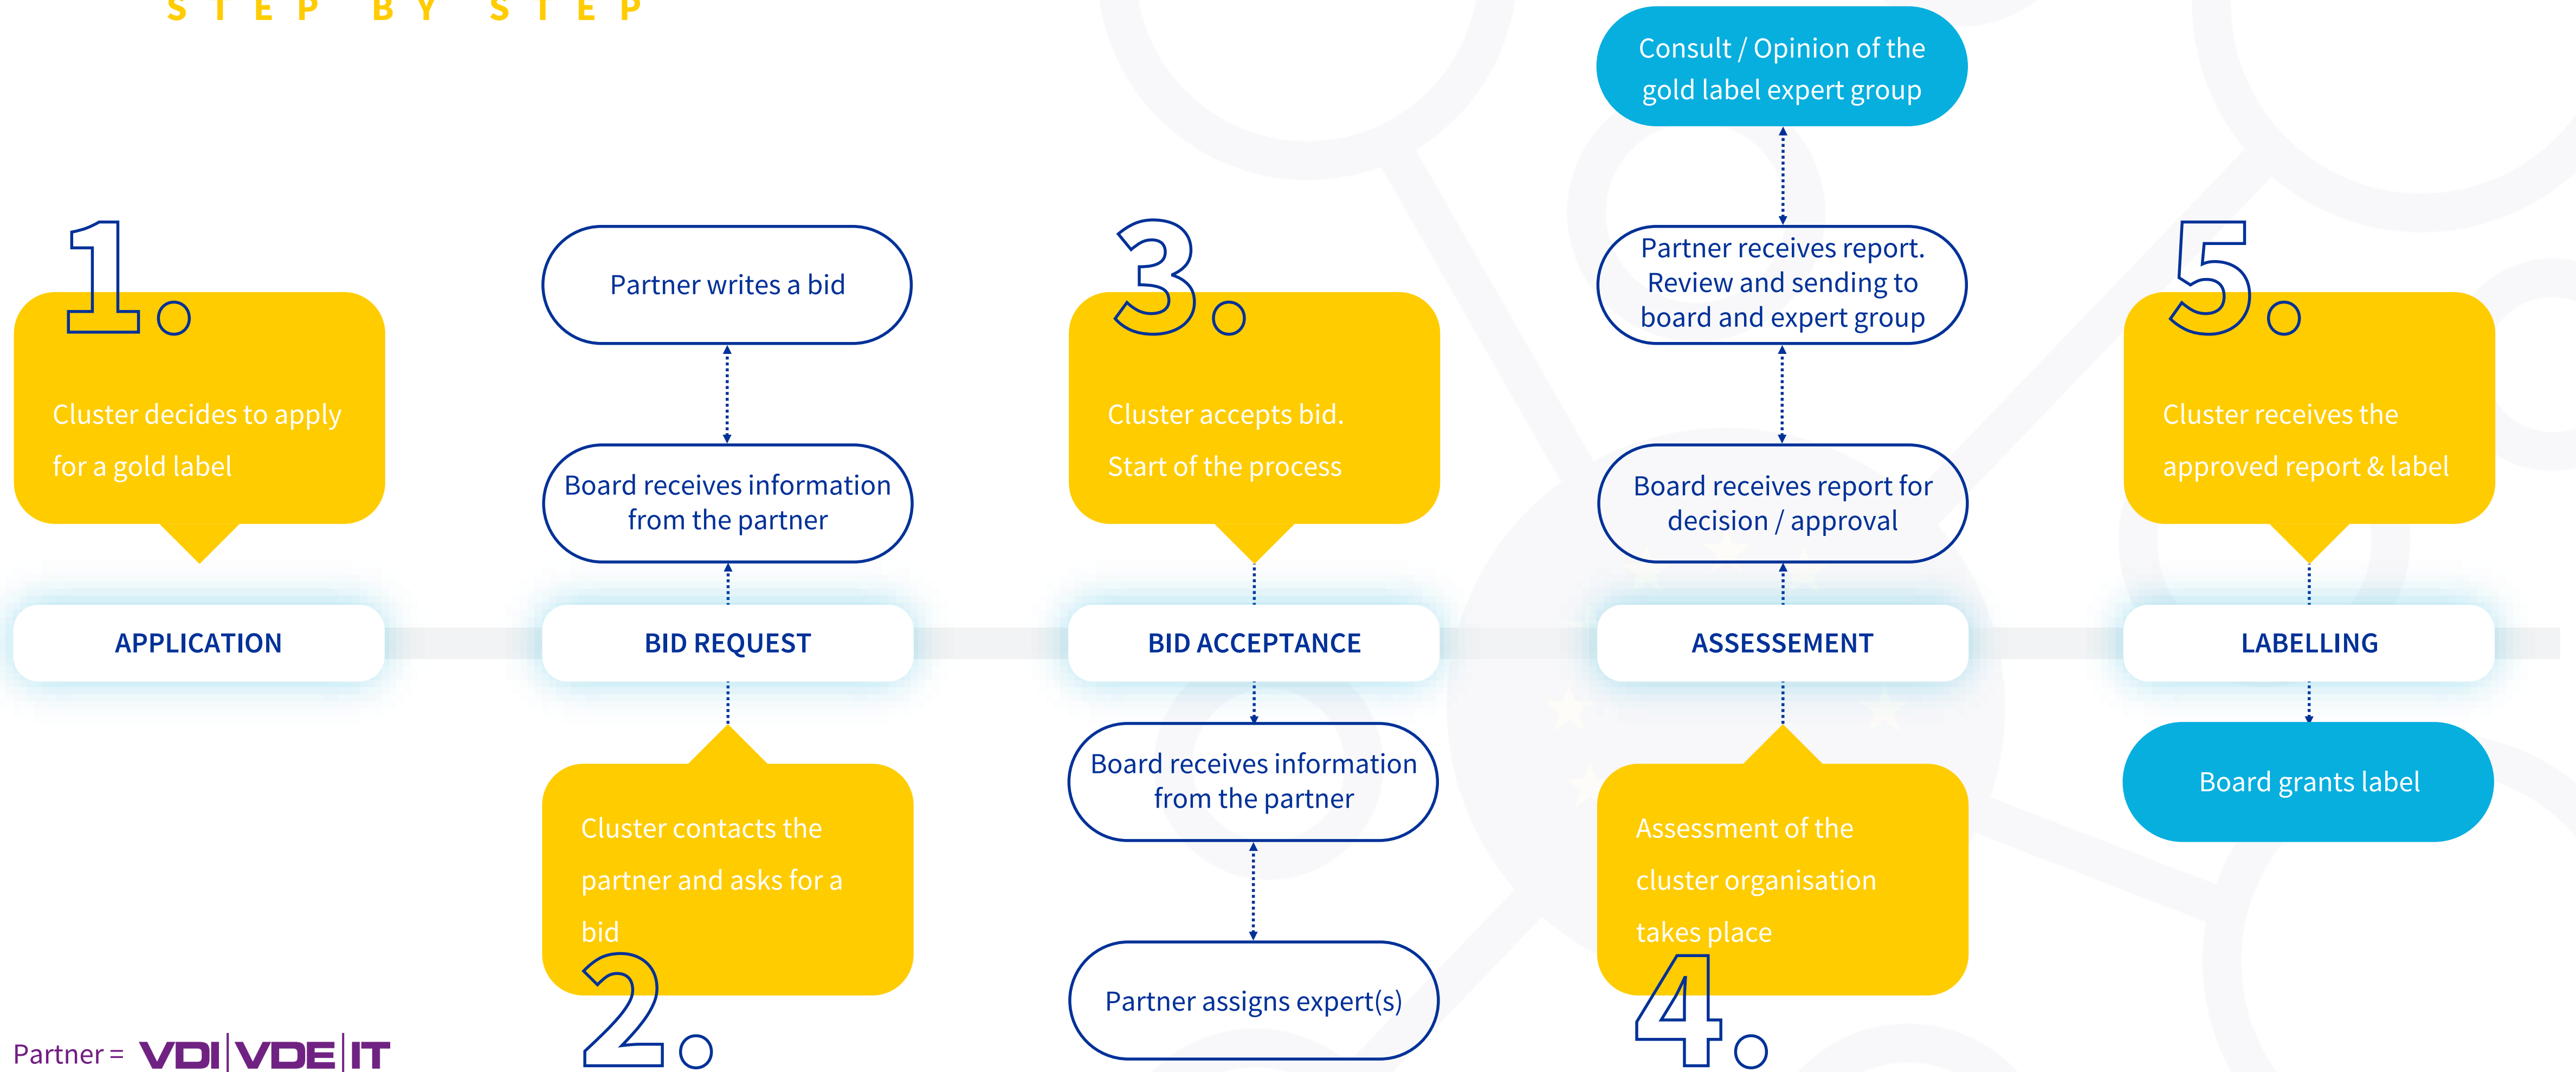 STEP BY STEP
1.
Cluster decides to apply
for a gold label
APPLICATION
Partner writes a bid
Board receives information
from the partner
BID REQUEST
Cluster contacts the
partner and asks for a
bid
2.
3.
Cluster accepts bid.
Start of the process
BID ACCEPTANCE
Board receives information
from the partner
Partner assigns expert(s)
Consult / Opinion of the
gold label expert group
Partner receives report.
Review and sending to
board and expert group
Board receives report for
decision / approval
ASSESSEMENT
Assessment of the
cluster organisation
takes place
4.
5.
Cluster receives the
approved report & label
LABELLING
Board grants label
Partner = VDI|VDE|IT